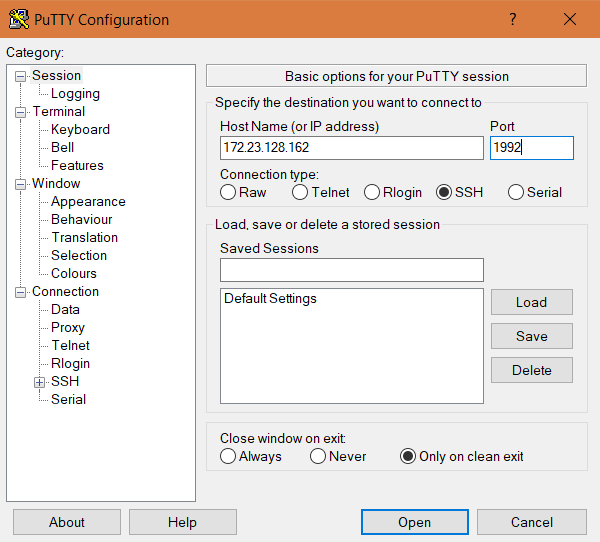 PuTTY Configuration
?
Category:
Session
Logging
Terminal
Keyboard
Bell
Features
Window
Appearance
Behaviour
Translation
Selection
Colours
Connection
Data
Proxy
Telnet
Rlogin
SSH
Serial
Basic options for your PuTTY session
Specify the destination you want to connect to
Host Name (or IP address) Port
172.23.128.162 1992
Connection type:
Raw Telnet Rlogin SSH Serial
Load, save or delete a stored session
Saved Sessions
Default Settings
Load
Save
Delete
Close window on exit:
Always Never Only on clean exit
About Help Open Cancel